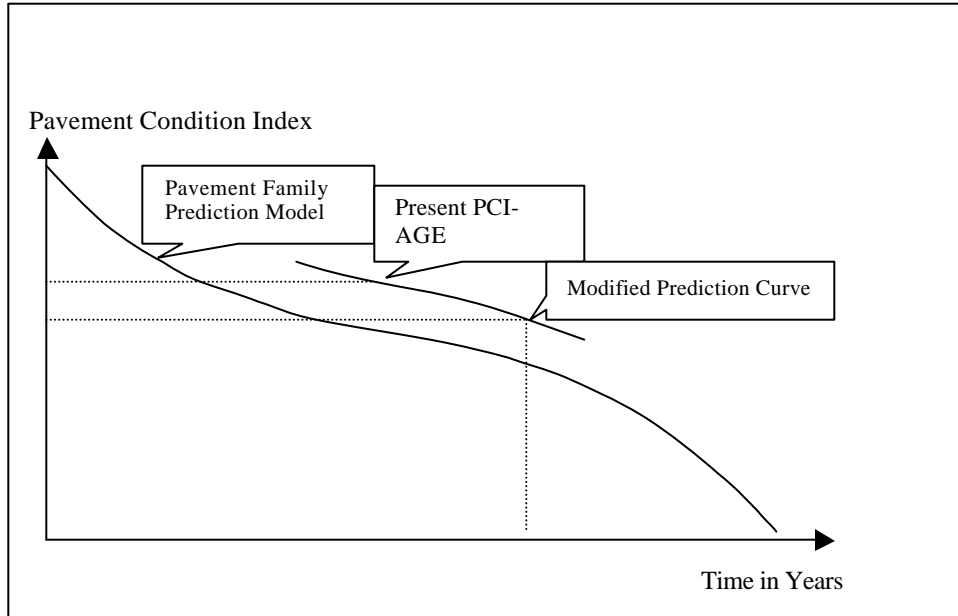 Pavement Condition Index
Pavement Family
Prediction Model
Present PCI-
AGE
Modified Prediction Curve
Time in Years